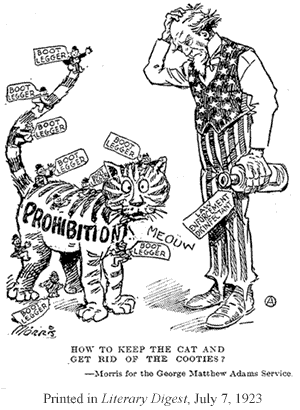 BOOT
LEGGER
BOOT
LEGGER
BOOT
LEGGER
BOOT
LEGGER
BOOT
LEGGER
BOOT
LEGGER
BOOT
LEGGER
PROHIBITION
MEOUW
ENFORCEMENT
Morris
HOW TO KEEP THE CAT AND
GET RID OF THE COOTIES?
—Morris for the George Matthew Adams Service.
Printed in Literary Digest, July 7, 1923